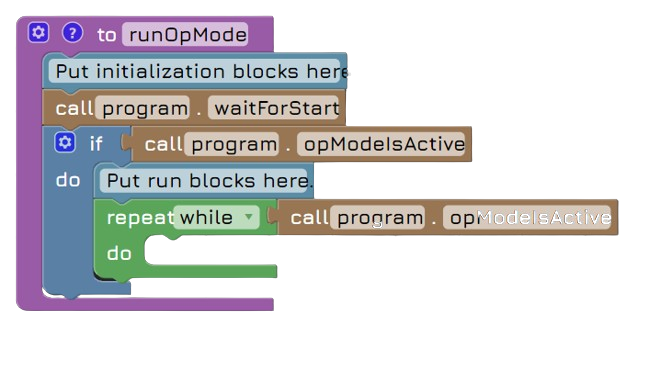 ? to runOpMode
Put initialization blocks here
call program . waitForStart
if call program . opModeIsActive
do Put run blocks here.
repeat while call program . opModeIsActive
do